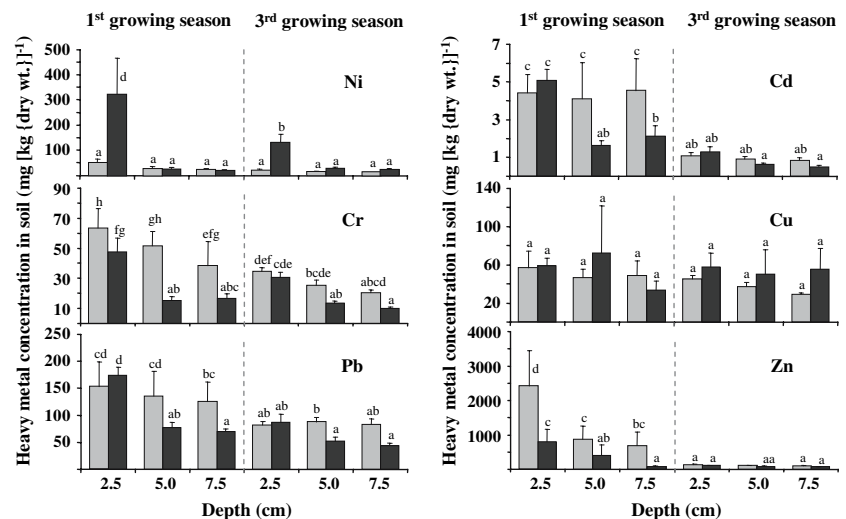 1st growing season 3rd growing season
Heavy metal concentration in soil (mg [kg {dry wt.}]-1)
500
400
300
200
100
Ni
a d a a a a a b a a a a
90
70
50
30
10
Cr
h fg gh ab efg abc def cde bcde ab abcd a
200
150
100
50
Pb
cd d cd ab bc a ab ab b a ab a
2.5 5.0 7.5 2.5 5.0 7.5
Depth (cm)
1st growing season 3rd growing season
Heavy metal concentration in soil (mg [kg {dry wt.}]-1)
7
5
4
2
1
Cd
c c c ab c b ab ab ab a ab a
140
100
60
20
Cu
a a a a a a a a a a a a
4000
3000
2000
1000
Zn
d c c ab bc a a a aa a a
2.5 5.0 7.5 2.5 5.0 7.5
Depth (cm)